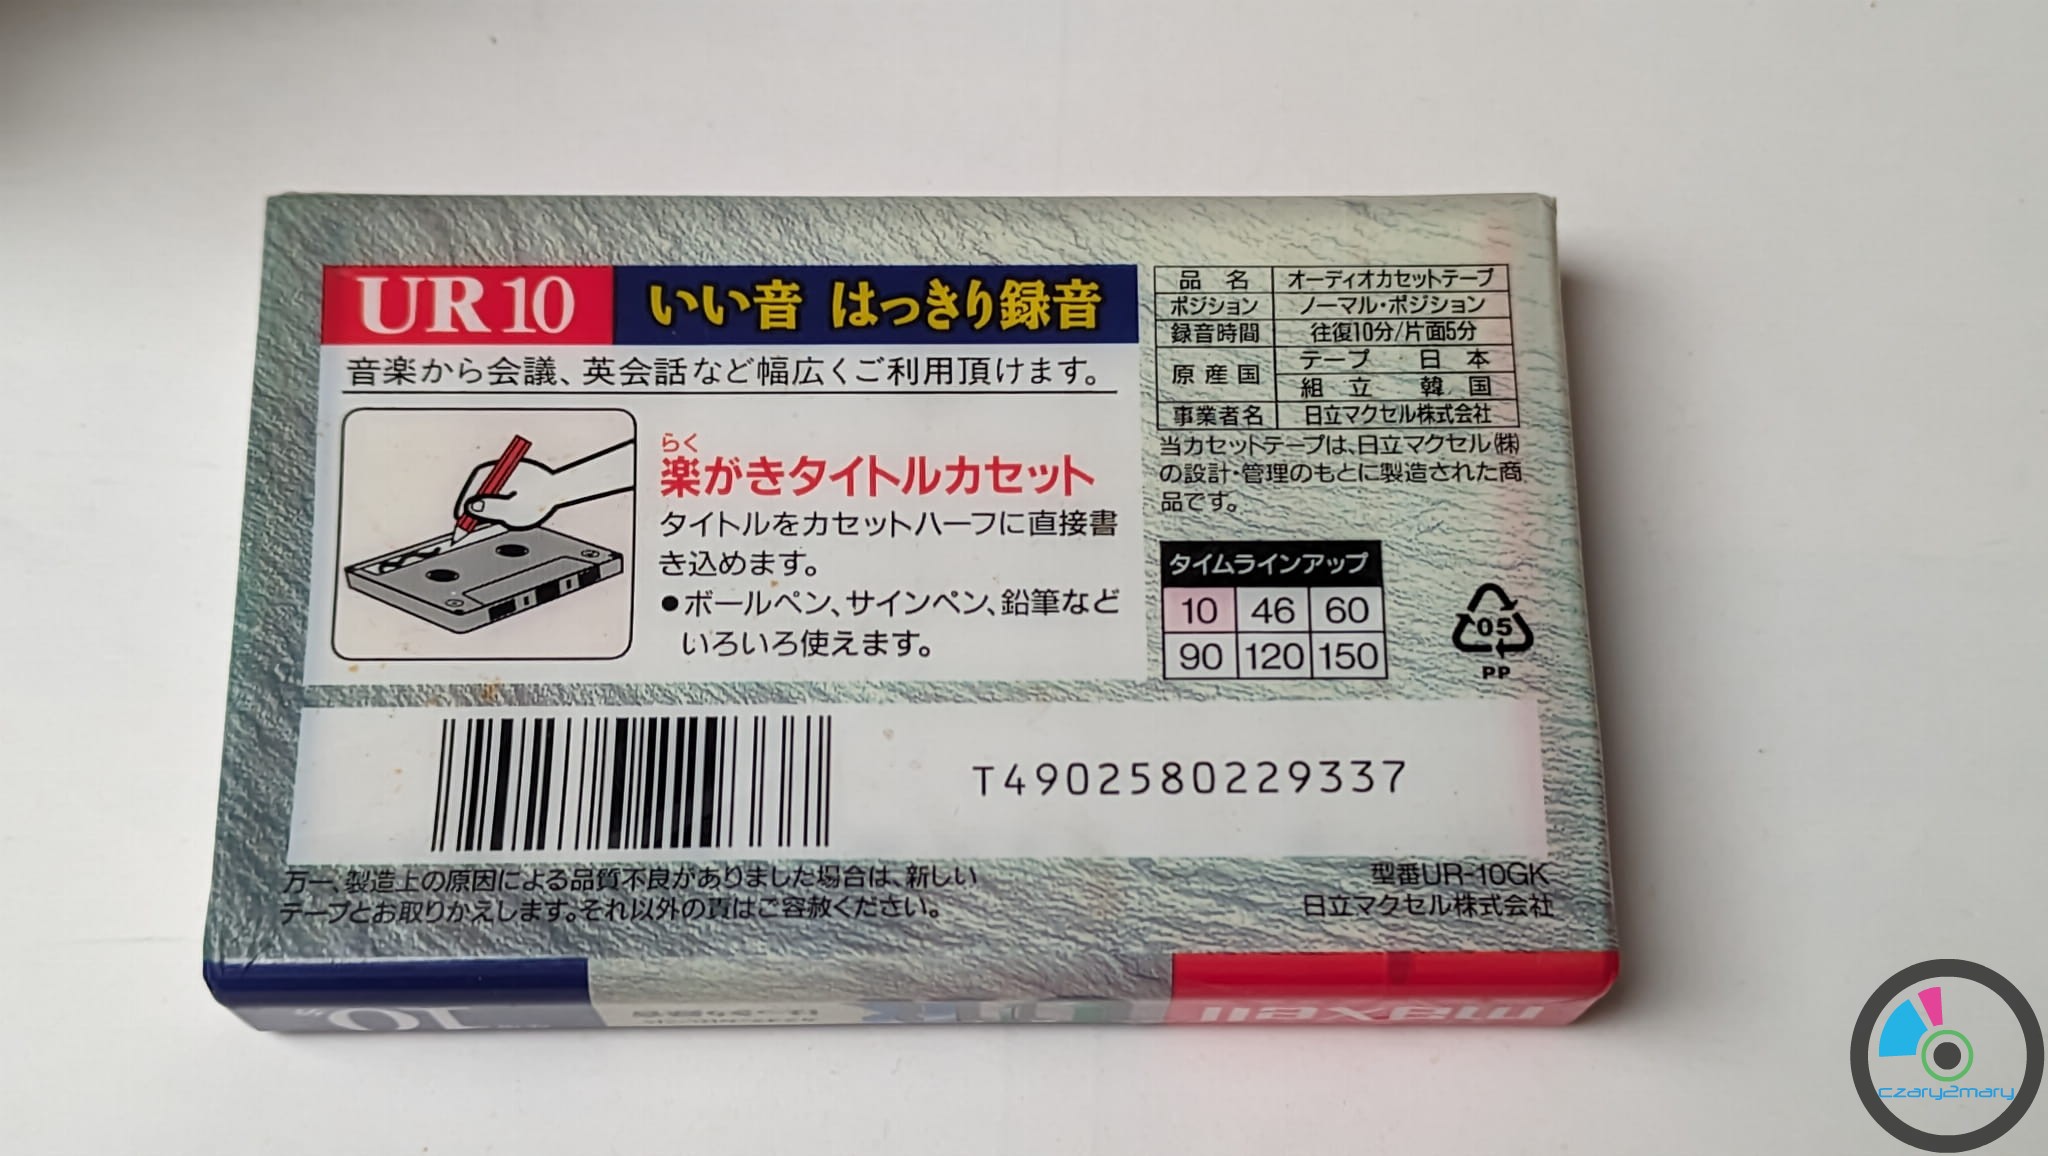 UR10 いい音 はっきり録音
音楽から会議、英会話など幅広くご利用頂けます。
らく
楽がきタイトルカセット
タイトルをカセットハーフに直接書
き込めます。
●ボールペン、サインペン、鉛筆など
いろいろ使えます。
品名 オーディオカセットテープ
ポジション ノーマル・ポジション
録音時間 往復10分/片面5分
原産国 テープ 日本
組立 韓国
事業者名 日立マクセル株式会社
当カセットテープは、日立マクセル㈱
の設計・管理のもとに製造された商
品です。
タイムラインアップ
10 46 60
90 120 150
05
PP
T4902580229337
万一、製造上の原因による品質不良がありました場合は、新しい
テープとお取りかえします。それ以外の責はご容赦ください。
型番UR-10GK
日立マクセル株式会社
10
はっきり録音
maxell
czary2mary